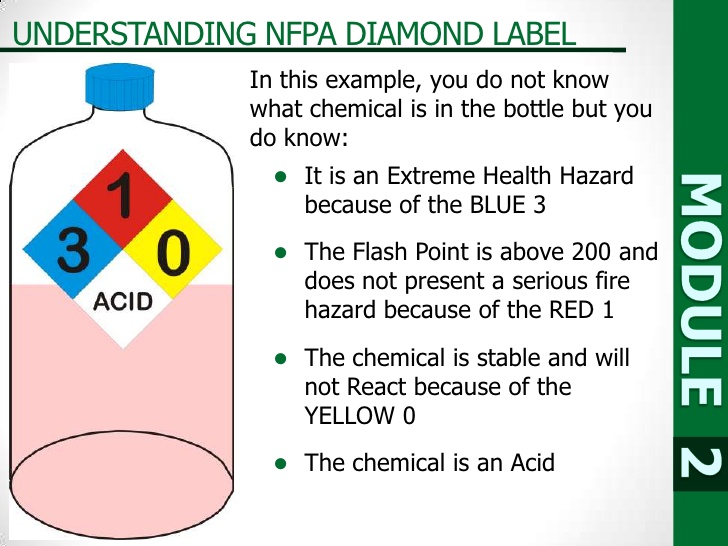 UNDERSTANDING NFPA DIAMOND LABEL
1
3
0
ACID
In this example, you do not know
what chemical is in the bottle but you
do know:
● It is an Extreme Health Hazard
because of the BLUE 3
● The Flash Point is above 200 and
does not present a serious fire
hazard because of the RED 1
● The chemical is stable and will
not React because of the
YELLOW 0
● The chemical is an Acid
MODULE 2